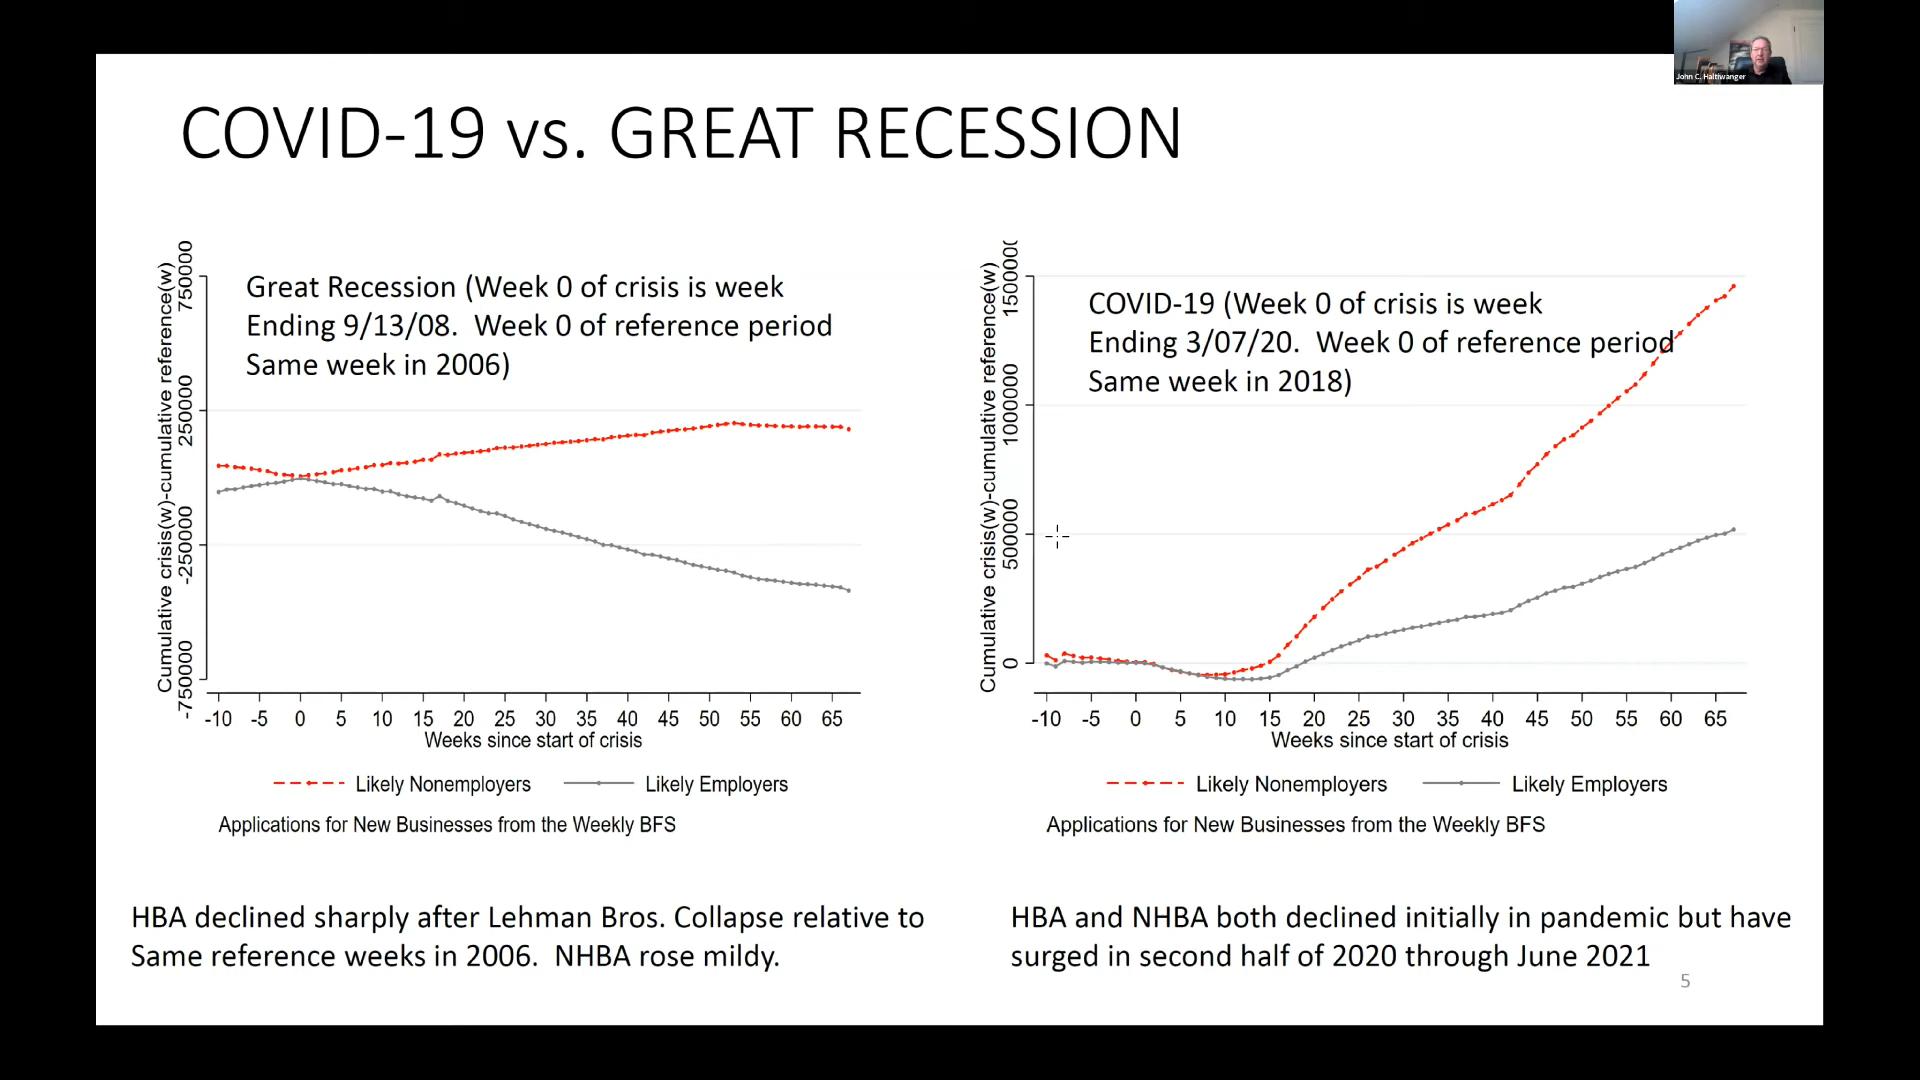 John C. Haltiwanger
COVID-19 vs. GREAT RECESSION
Cumulative crisis(w)-cumulative reference(w)
750000
250000
-250000
-750000
Great Recession (Week 0 of crisis is week
Ending 9/13/08. Week 0 of reference period
Same week in 2006)
-10 -5 0 5 10 15 20 25 30 35 40 45 50 55 60 65
Weeks since start of crisis
Likely Nonemployers Likely Employers
Applications for New Businesses from the Weekly BFS
HBA declined sharply after Lehman Bros. Collapse relative to
Same reference weeks in 2006. NHBA rose mildy.
Cumulative crisis(w)-cumulative reference(w)
1500000
1000000
500000
0
COVID-19 (Week 0 of crisis is week
Ending 3/07/20. Week 0 of reference period
Same week in 2018)
-10 -5 0 5 10 15 20 25 30 35 40 45 50 55 60 65
Weeks since start of crisis
Likely Nonemployers Likely Employers
Applications for New Businesses from the Weekly BFS
HBA and NHBA both declined initially in pandemic but have
surged in second half of 2020 through June 2021
5